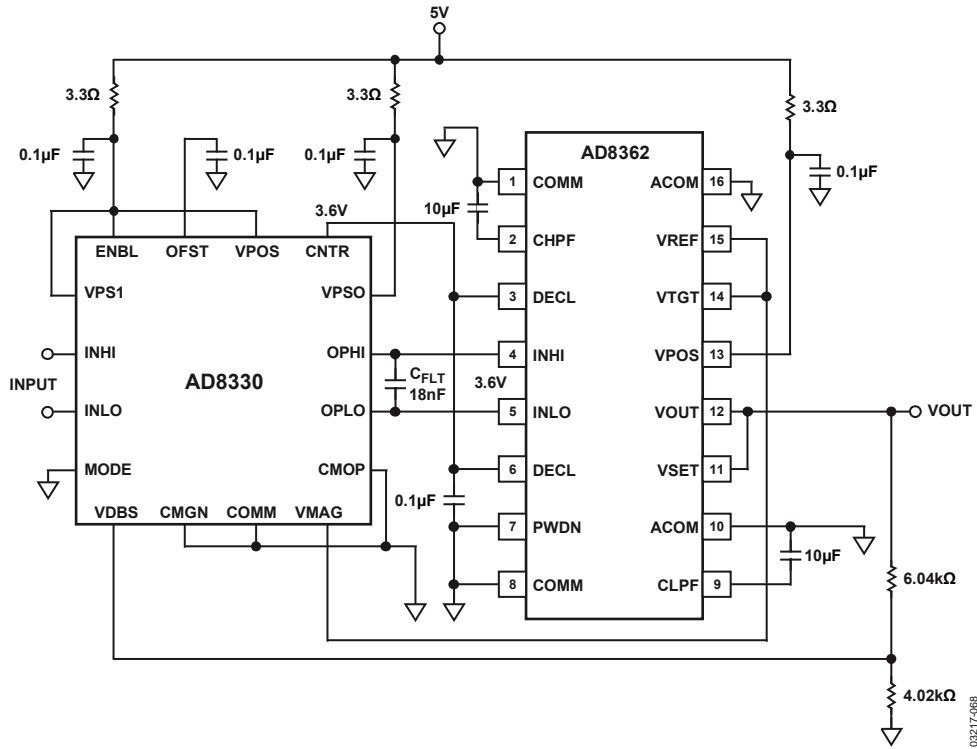 5V
3.3Ω
3.3Ω
3.3Ω
0.1µF
0.1µF
0.1µF
0.1µF
AD8362
1 COMM
ACOM 16
10µF
2 CHPF
VREF 15
3.6V
ENBL OFST VPOS CNTR
VPS1
VPSO
3 DECL
VTGT 14
INHI
OPHI
4 INHI
VPOS 13
INPUT
AD8330
CFLT
18nF
3.6V
INLO
OPLO
5 INLO
VOUT 12
VOUT
MODE
CMOP
6 DECL
VSET 11
VDBS CMGN COMM VMAG
0.1µF
7 PWDN
ACOM 10
10µF
8 COMM
CLPF 9
6.04kΩ
4.02kΩ
03217-068